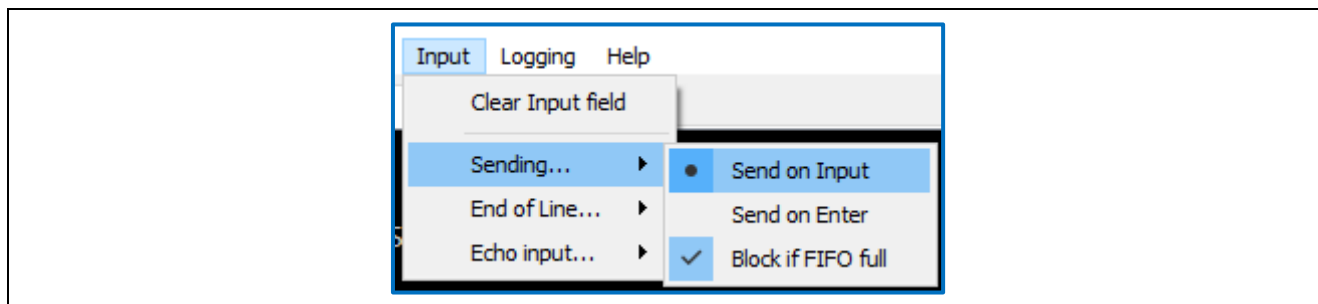 Input Logging Help
Clear Input field
Sending...
End of Line...
Echo input...
Send on Input
Send on Enter
Block if FIFO full